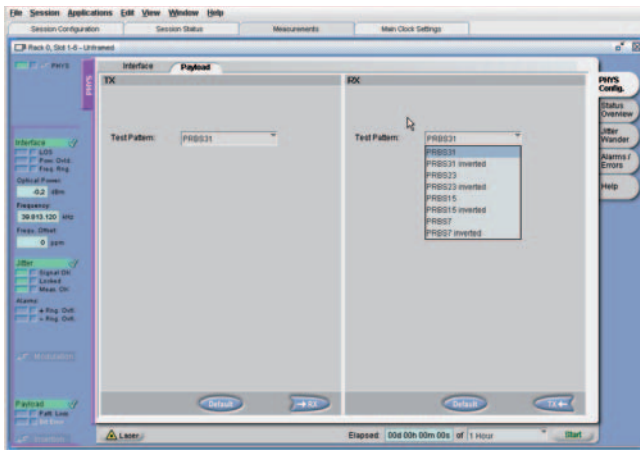 File Session Applications Edit View Window Help
Session Configuration Session Status Measurements Main Clock Settings
Rack 0, Slot 1-8 - Unframed
PHYS
PHYS
Interface Payload
TX
Test Pattern: PRBS31
Default
→ RX
RX
Test Pattern: PRBS31
PRBS31
PRBS31 inverted
PRBS23
PRBS23 inverted
PRBS15
PRBS15 inverted
PRBS7
PRBS7 inverted
Default
TX ←
PHYS
Config.
Status
Overview
Jitter
Wander
Alarms /
Errors
Help
Interface
LOS
Pow. Ovld.
Freq. Rng.
Optical Power:
-0.2 dBm
Frequency:
39.813.120 kHz
Frequ. Offset:
0 ppm
Jitter
Signal OK
Locked
Meas. OK
Alarms:
+ Rng. Ovfl.
- Rng. Ovfl.
Modulation
Payload
Patt. Loss
Bit Error
Insertion
Laser
Elapsed: 00d 00h 00m 00s of 1 Hour Start